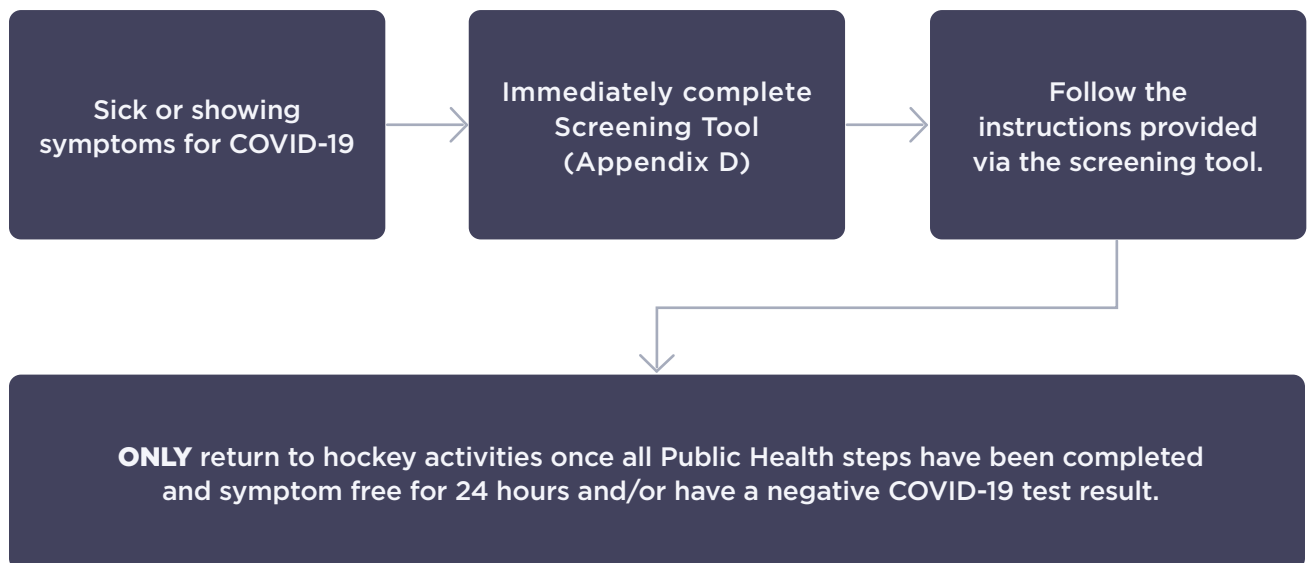 Sick or showing
symptoms for COVID-19
Immediately complete
Screening Tool
(Appendix D)
Follow the
instructions provided
via the screening tool.
ONLY return to hockey activities once all Public Health steps have been completed
and symptom free for 24 hours and/or have a negative COVID-19 test result.